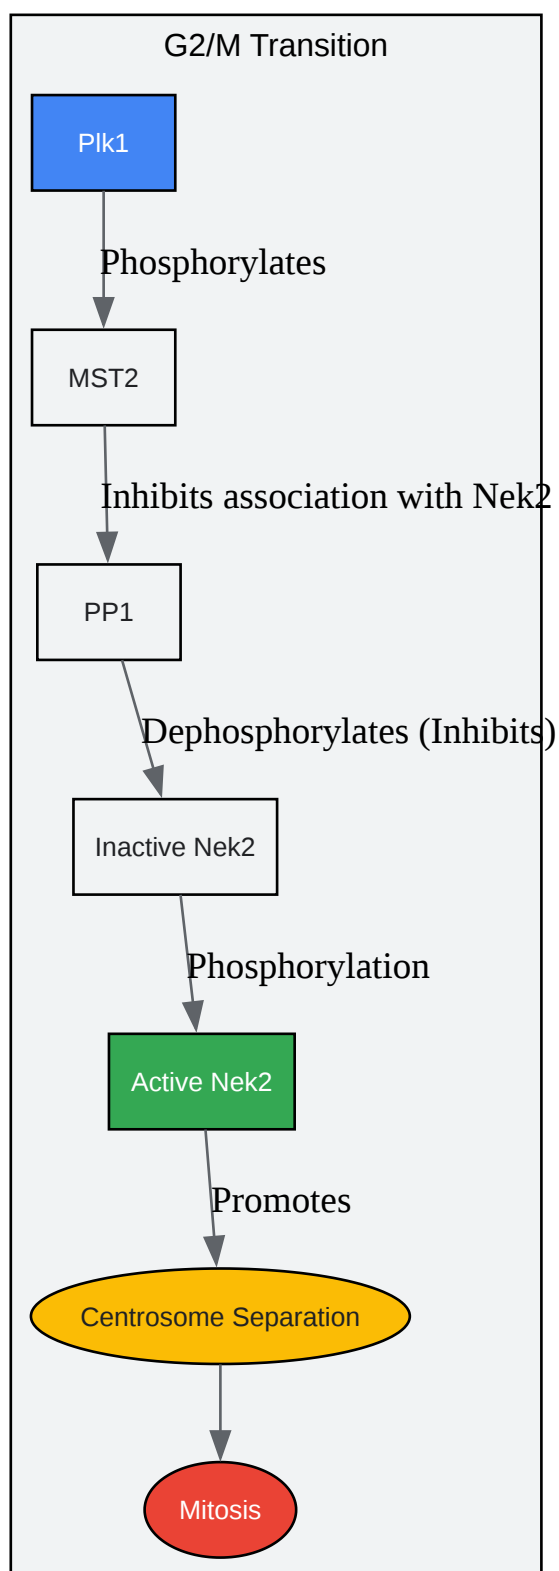 G2/M Transition
Plk1
Phosphorylates
MST2
Inhibits association with Nek2
PP1
Dephosphorylates (Inhibits)
Inactive Nek2
Phosphorylation
Active Nek2
Promotes
Centrosome Separation
Mitosis